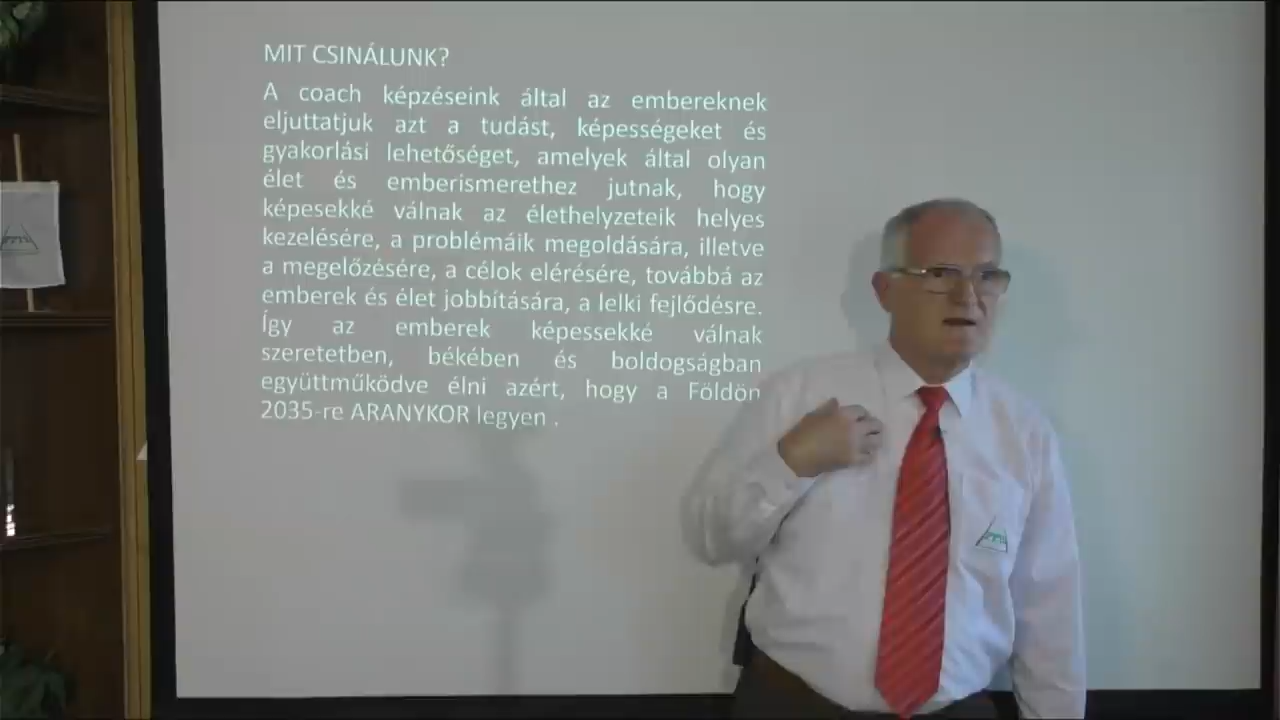 MIT CSINÁLUNK?
A coach képzéseink által az embereknek
eljuttatjuk azt a tudást, képességeket és
gyakorlási lehetőséget, amelyek által olyan
élet és emberismerethez jutnak, hogy
képesekké válnak az élethelyzeteik helyes
kezelésére, a problémáik megoldására, illetve
a megelőzésére, a célok elérésére, továbbá az
emberek és élet jobbítására, a lelki fejlődésre.
Így az emberek képessekké válnak
szeretetben, békében és boldogságban
együttműködve élni azért, hogy a Földön
2035-re ARANYKOR legyen .